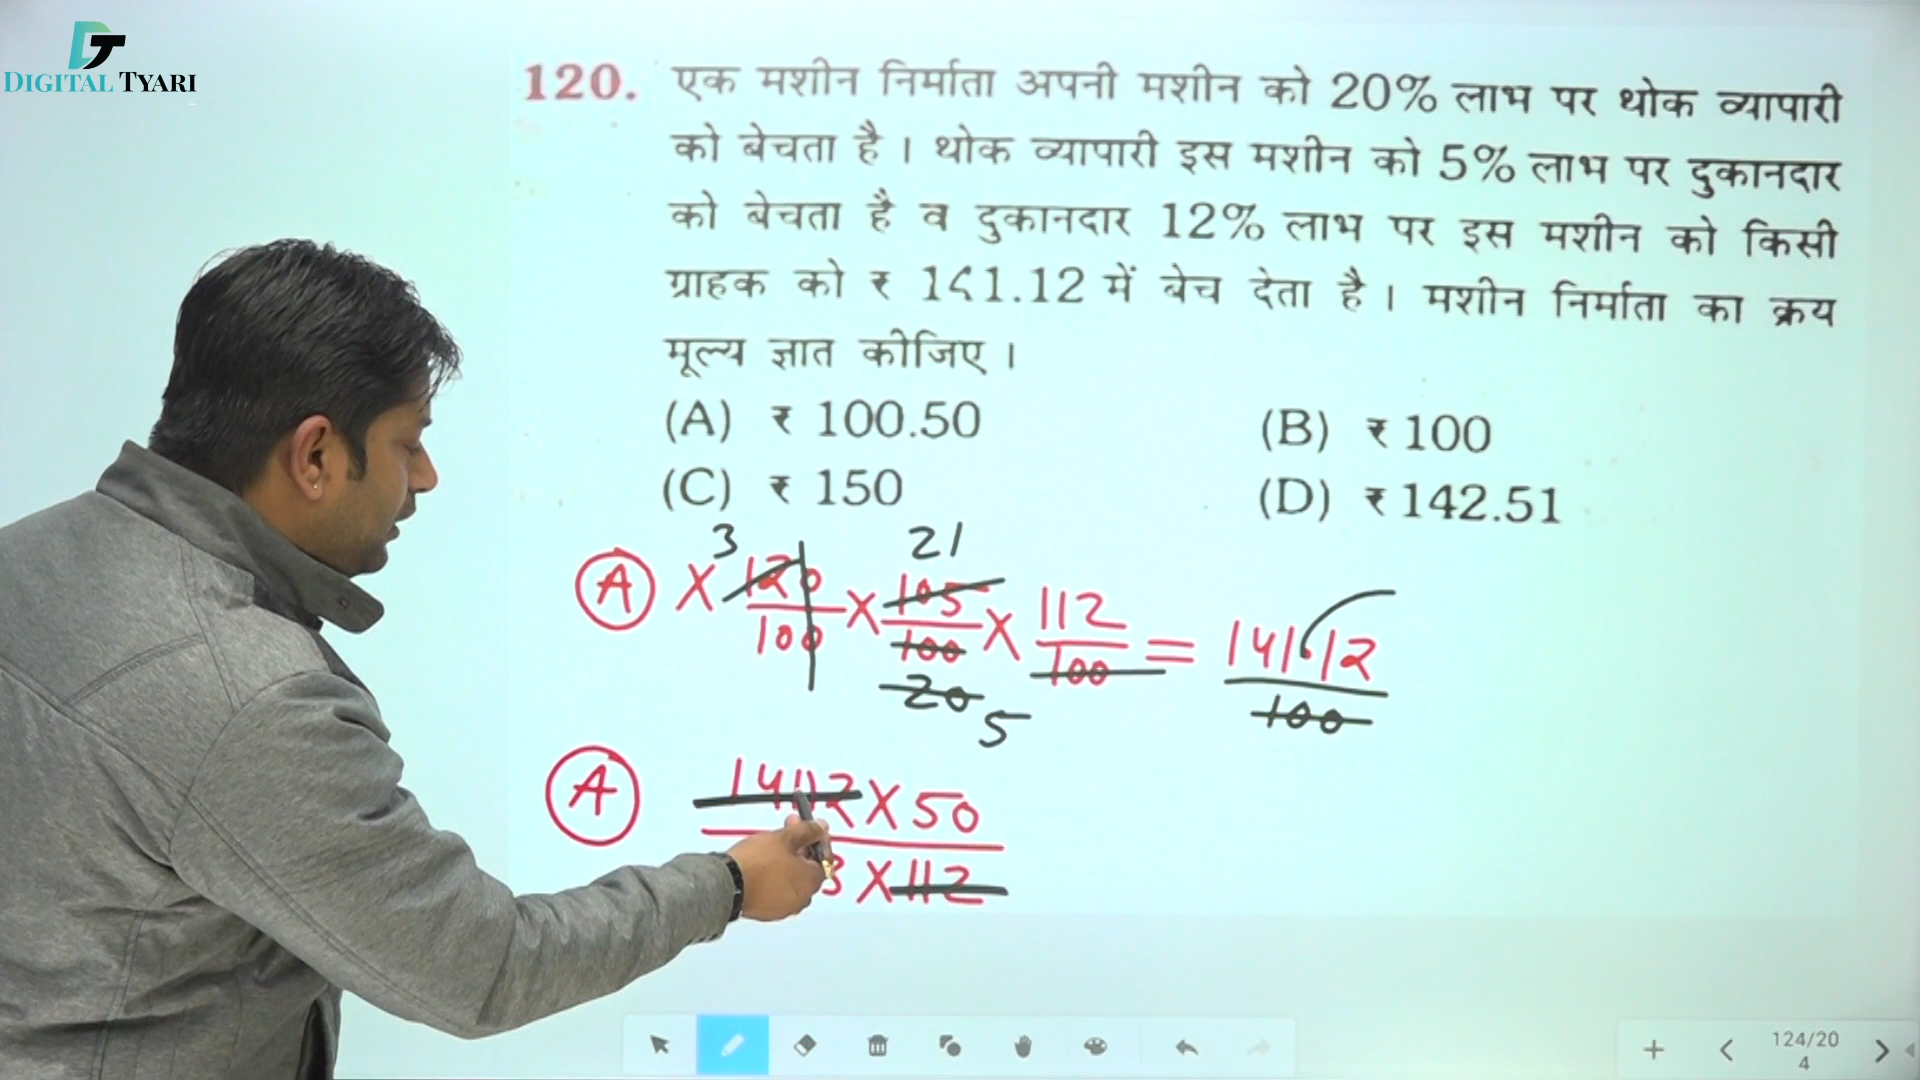 DIGITAL TYARI
120. एक मशीन निर्माता अपनी मशीन को 20% लाभ पर थोक व्यापारी
को बेचता है। थोक व्यापारी इस मशीन को 5% लाभ पर दुकानदार
को बेचता है व दुकानदार 12% लाभ पर इस मशीन को किसी
ग्राहक को ₹ 141.12 में बेच देता है। मशीन निर्माता का क्रय
मूल्य ज्ञात कीजिए।
(A) ₹ 100.50 (B) ₹ 100
(C) ₹ 150 (D) ₹ 142.51
3 21
A × 120/100 × 105/100 × 112/100 = 141.12/100
20 5
A 14112 × 50
3 × 112
124/20
4